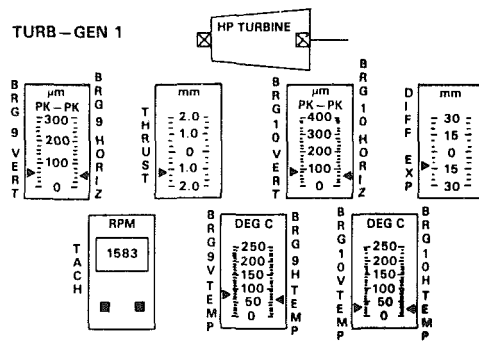 TURB–GEN 1
HP TURBINE
BRG 9 VERT
µm
PK–PK
300
200
100
0
BRG 9 HORIZ
THRUST
mm
2.0
1.0
0
1.0
2.0
BRG 10 VERT
µm
PK–PK
400
300
200
100
0
BRG 10 HORIZ
DIFF EXP
mm
30
15
0
15
30
TACH
RPM
1583
BRG 9V TEMP
DEG C
250
200
150
100
50
0
BRG 9H TEMP
BRG 10V TEMP
DEG C
250
200
150
100
50
0
BRG 10H TEMP